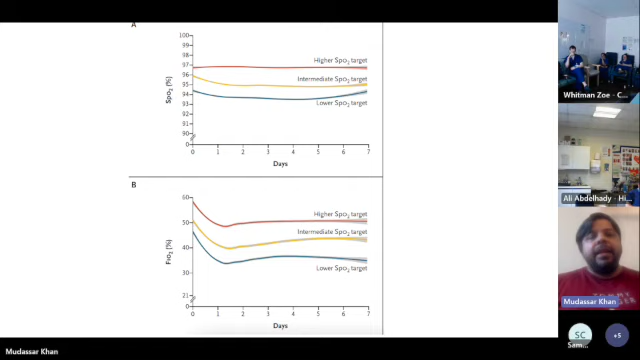 A
100
99
98
97
96
95
94
93
92
91
90
0
Spo2 (%)
Higher Spo2 target
Intermediate Spo2 target
Lower Spo2 target
0 1 2 3 4 5 6 7
Days
B
60
50
40
30
21
0
Fio2 (%)
Higher Spo2 target
Intermediate Spo2 target
Lower Spo2 target
0 1 2 3 4 5 6 7
Days
Whitman Zoe - C...
Ali Abdelhady - Hi...
Mudassar Khan
SC
Sam...
+5
Mudassar Khan